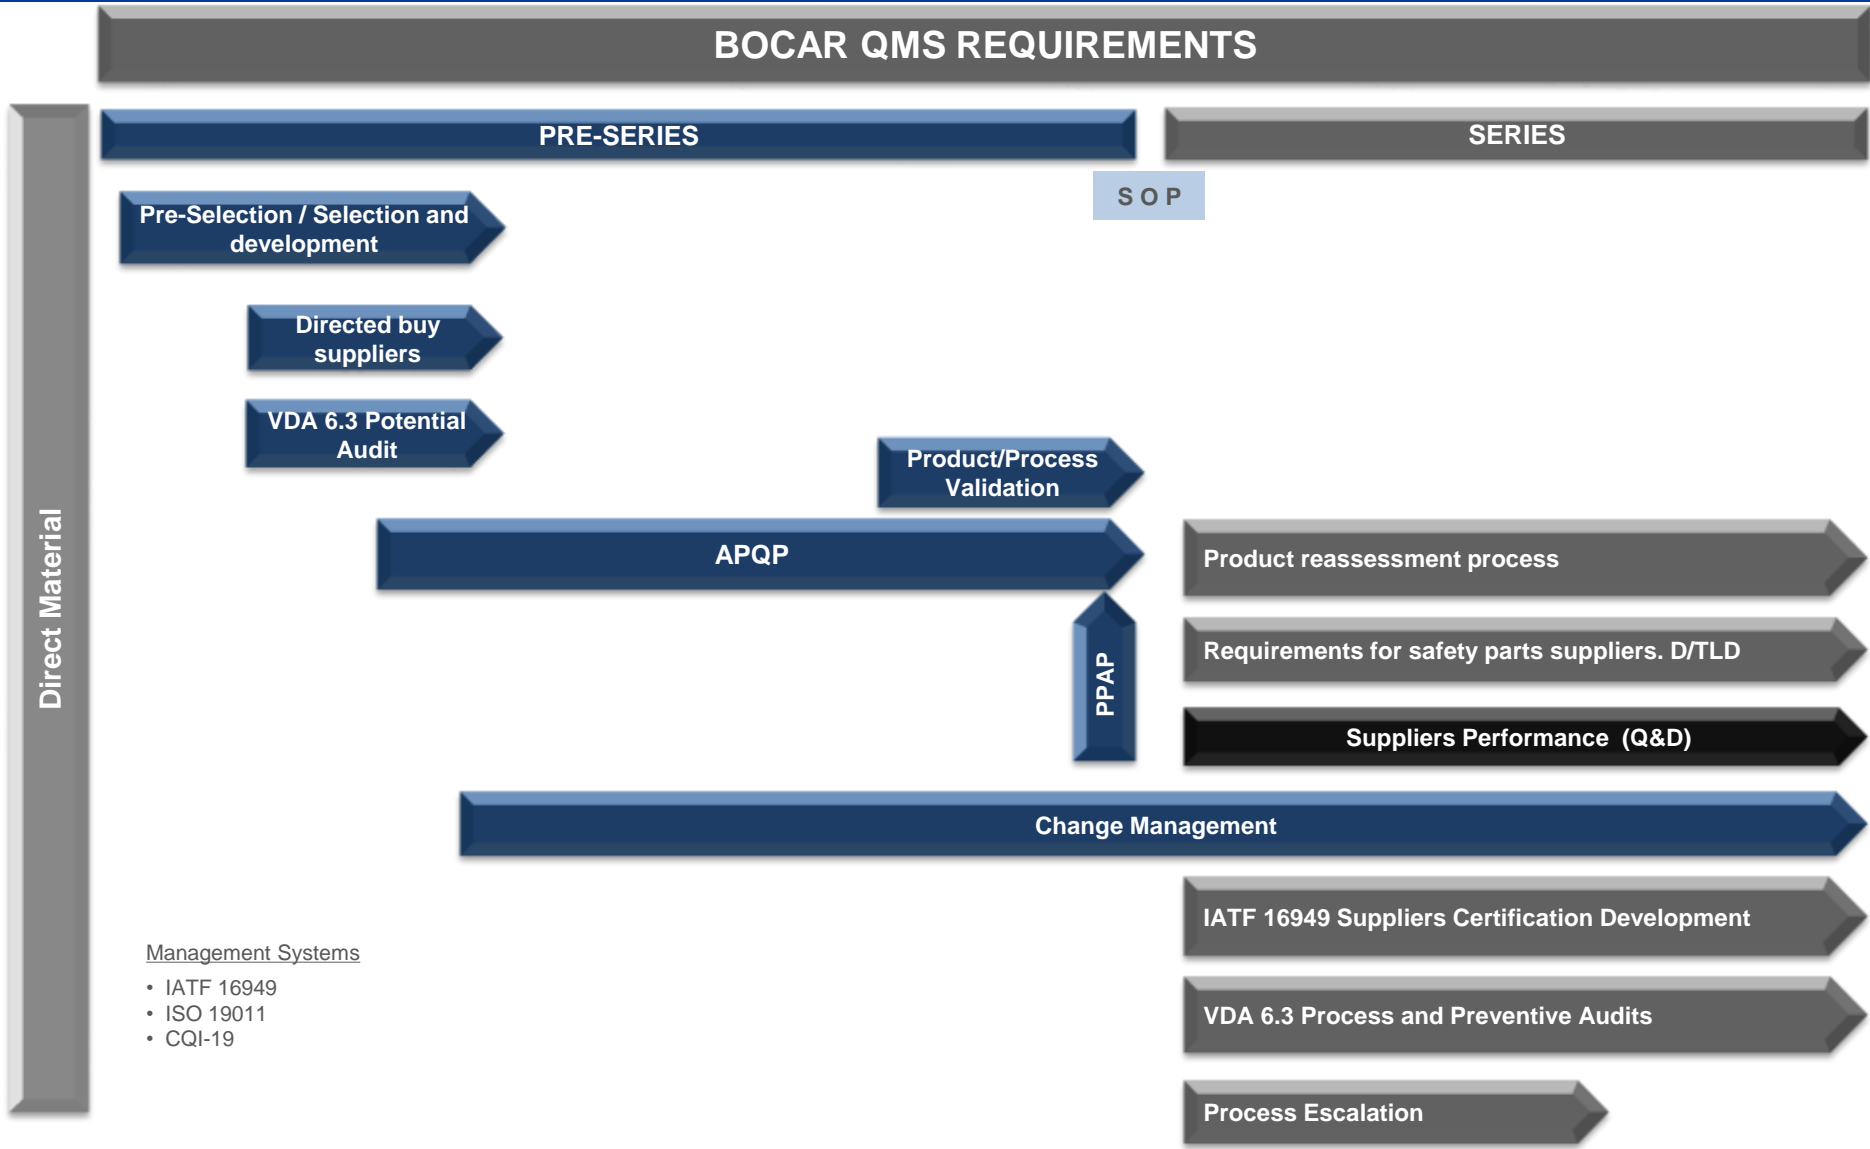 BOCAR QMS REQUIREMENTS
PRE-SERIES
SERIES
S O P
Direct Material
Pre-Selection / Selection and
development
Directed buy
suppliers
VDA 6.3 Potential
Audit
Product/Process
Validation
APQP
PPAP
Product reassessment process
Requirements for safety parts suppliers. D/TLD
Suppliers Performance (Q&D)
Change Management
IATF 16949 Suppliers Certification Development
VDA 6.3 Process and Preventive Audits
Process Escalation
Management Systems
• IATF 16949
• ISO 19011
• CQI-19